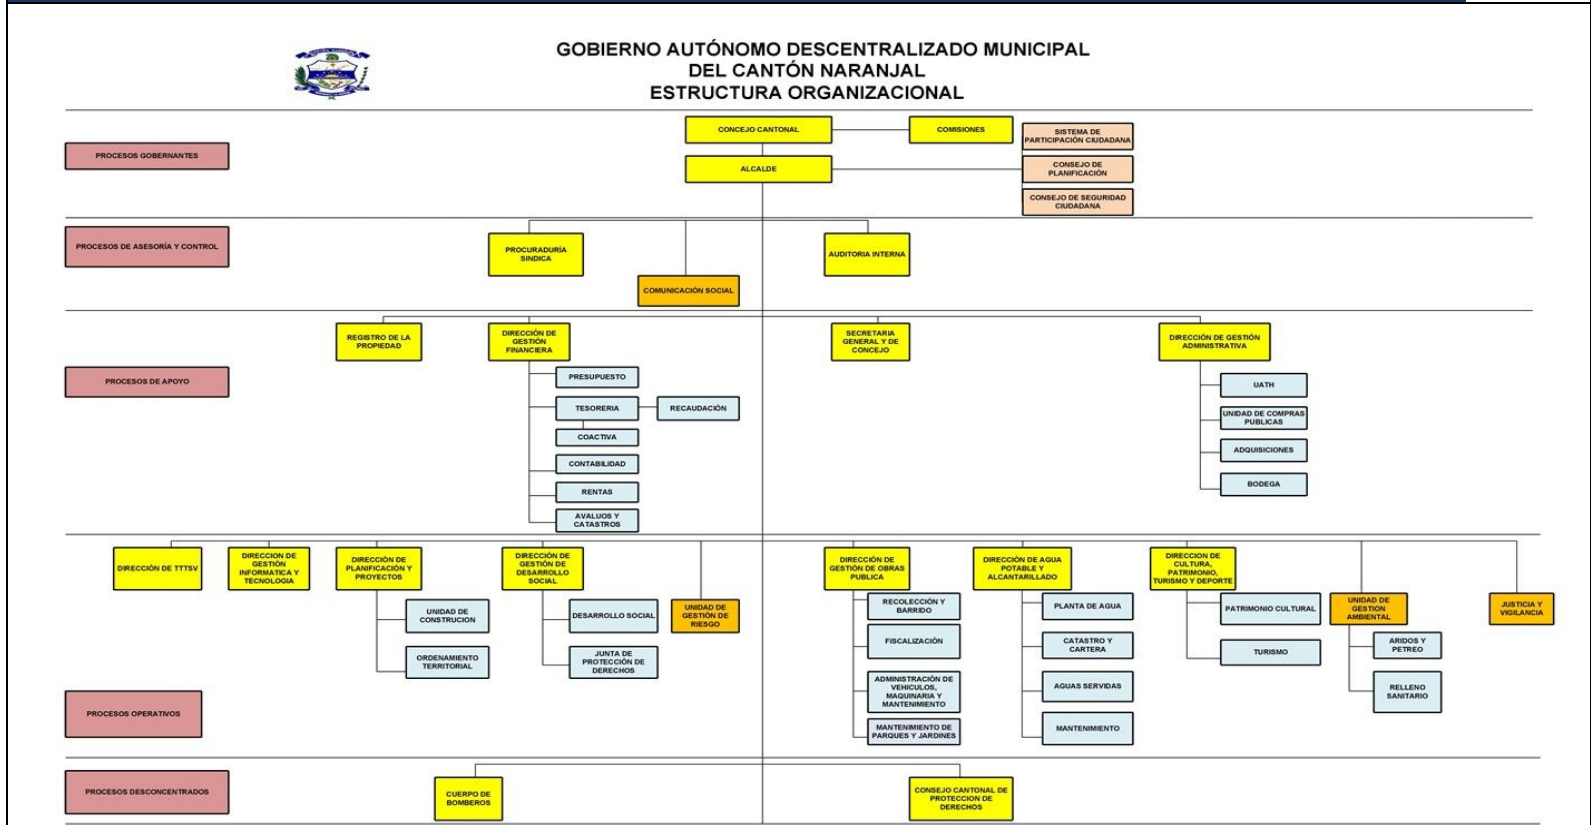 GOBIERNO AUTÓNOMO DESCENTRALIZADO MUNICIPAL
DEL CANTÓN NARANJAL
ESTRUCTURA ORGANIZACIONAL
PROCESOS GOBERNANTES
CONCEJO CANTONAL
COMISIONES
SISTEMA DE
PARTICIPACIÓN CIUDADANA
ALCALDE
CONSEJO DE
PLANIFICACIÓN
CONSEJO DE SEGURIDAD
CIUDADANA
PROCESOS DE ASESORÍA Y CONTROL
PROCURADURÍA
SINDICA
AUDITORIA INTERNA
COMUNICACIÓN SOCIAL
PROCESOS DE APOYO
REGISTRO DE LA
PROPIEDAD
DIRECCIÓN DE
GESTIÓN
FINANCIERA
PRESUPUESTO
TESORERIA
RECAUDACIÓN
COACTIVA
CONTABILIDAD
RENTAS
AVALUOS Y
CATASTROS
SECRETARIA
GENERAL Y DE
CONCEJO
DIRECCIÓN DE GESTIÓN
ADMINISTRATIVA
UATH
UNIDAD DE COMPRAS
PUBLICAS
ADQUISICIONES
BODEGA
PROCESOS OPERATIVOS
DIRECCIÓN DE TTTSV
DIRECCION DE
GESTIÓN
INFORMATICA Y
TECNOLOGIA
DIRECCIÓN DE
PLANIFICACIÓN Y
PROYECTOS
UNIDAD DE
CONSTRUCION
ORDENAMIENTO
TERRITORIAL
DIRECCIÓN DE
GESTIÓN DE
DESARROLLO
SOCIAL
DESARROLLO SOCIAL
JUNTA DE
PROTECCIÓN DE
DERECHOS
UNIDAD DE
GESTIÓN DE
RIESGO
DIRECCIÓN DE
GESTIÓN DE OBRAS
PUBLICA
RECOLECCIÓN Y
BARRIDO
FISCALIZACIÓN
ADMINISTRACIÓN DE
VEHICULOS,
MAQUINARIA Y
MANTENIMIENTO
MANTENIMIENTO DE
PARQUES Y JARDINES
DIRECCIÓN DE AGUA
POTABLE Y
ALCANTARILLADO
PLANTA DE AGUA
CATASTRO Y
CARTERA
AGUAS SERVIDAS
MANTENIMIENTO
DIRECCION DE
CULTURA,
PATRIMONIO,
TURISMO Y DEPORTE
PATRIMONIO CULTURAL
TURISMO
UNIDAD DE
GESTION
AMBIENTAL
ARIDOS Y
PETREO
RELLENO
SANITARIO
JUSTICIA Y
VIGILANCIA
PROCESOS DESCONCENTRADOS
CUERPO DE
BOMBEROS
CONSEJO CANTONAL DE
PROTECCION DE
DERECHOS